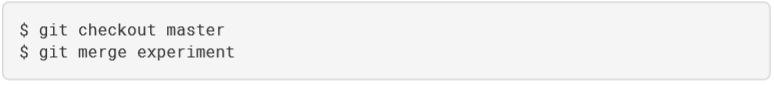 $ git checkout master
$ git merge experiment